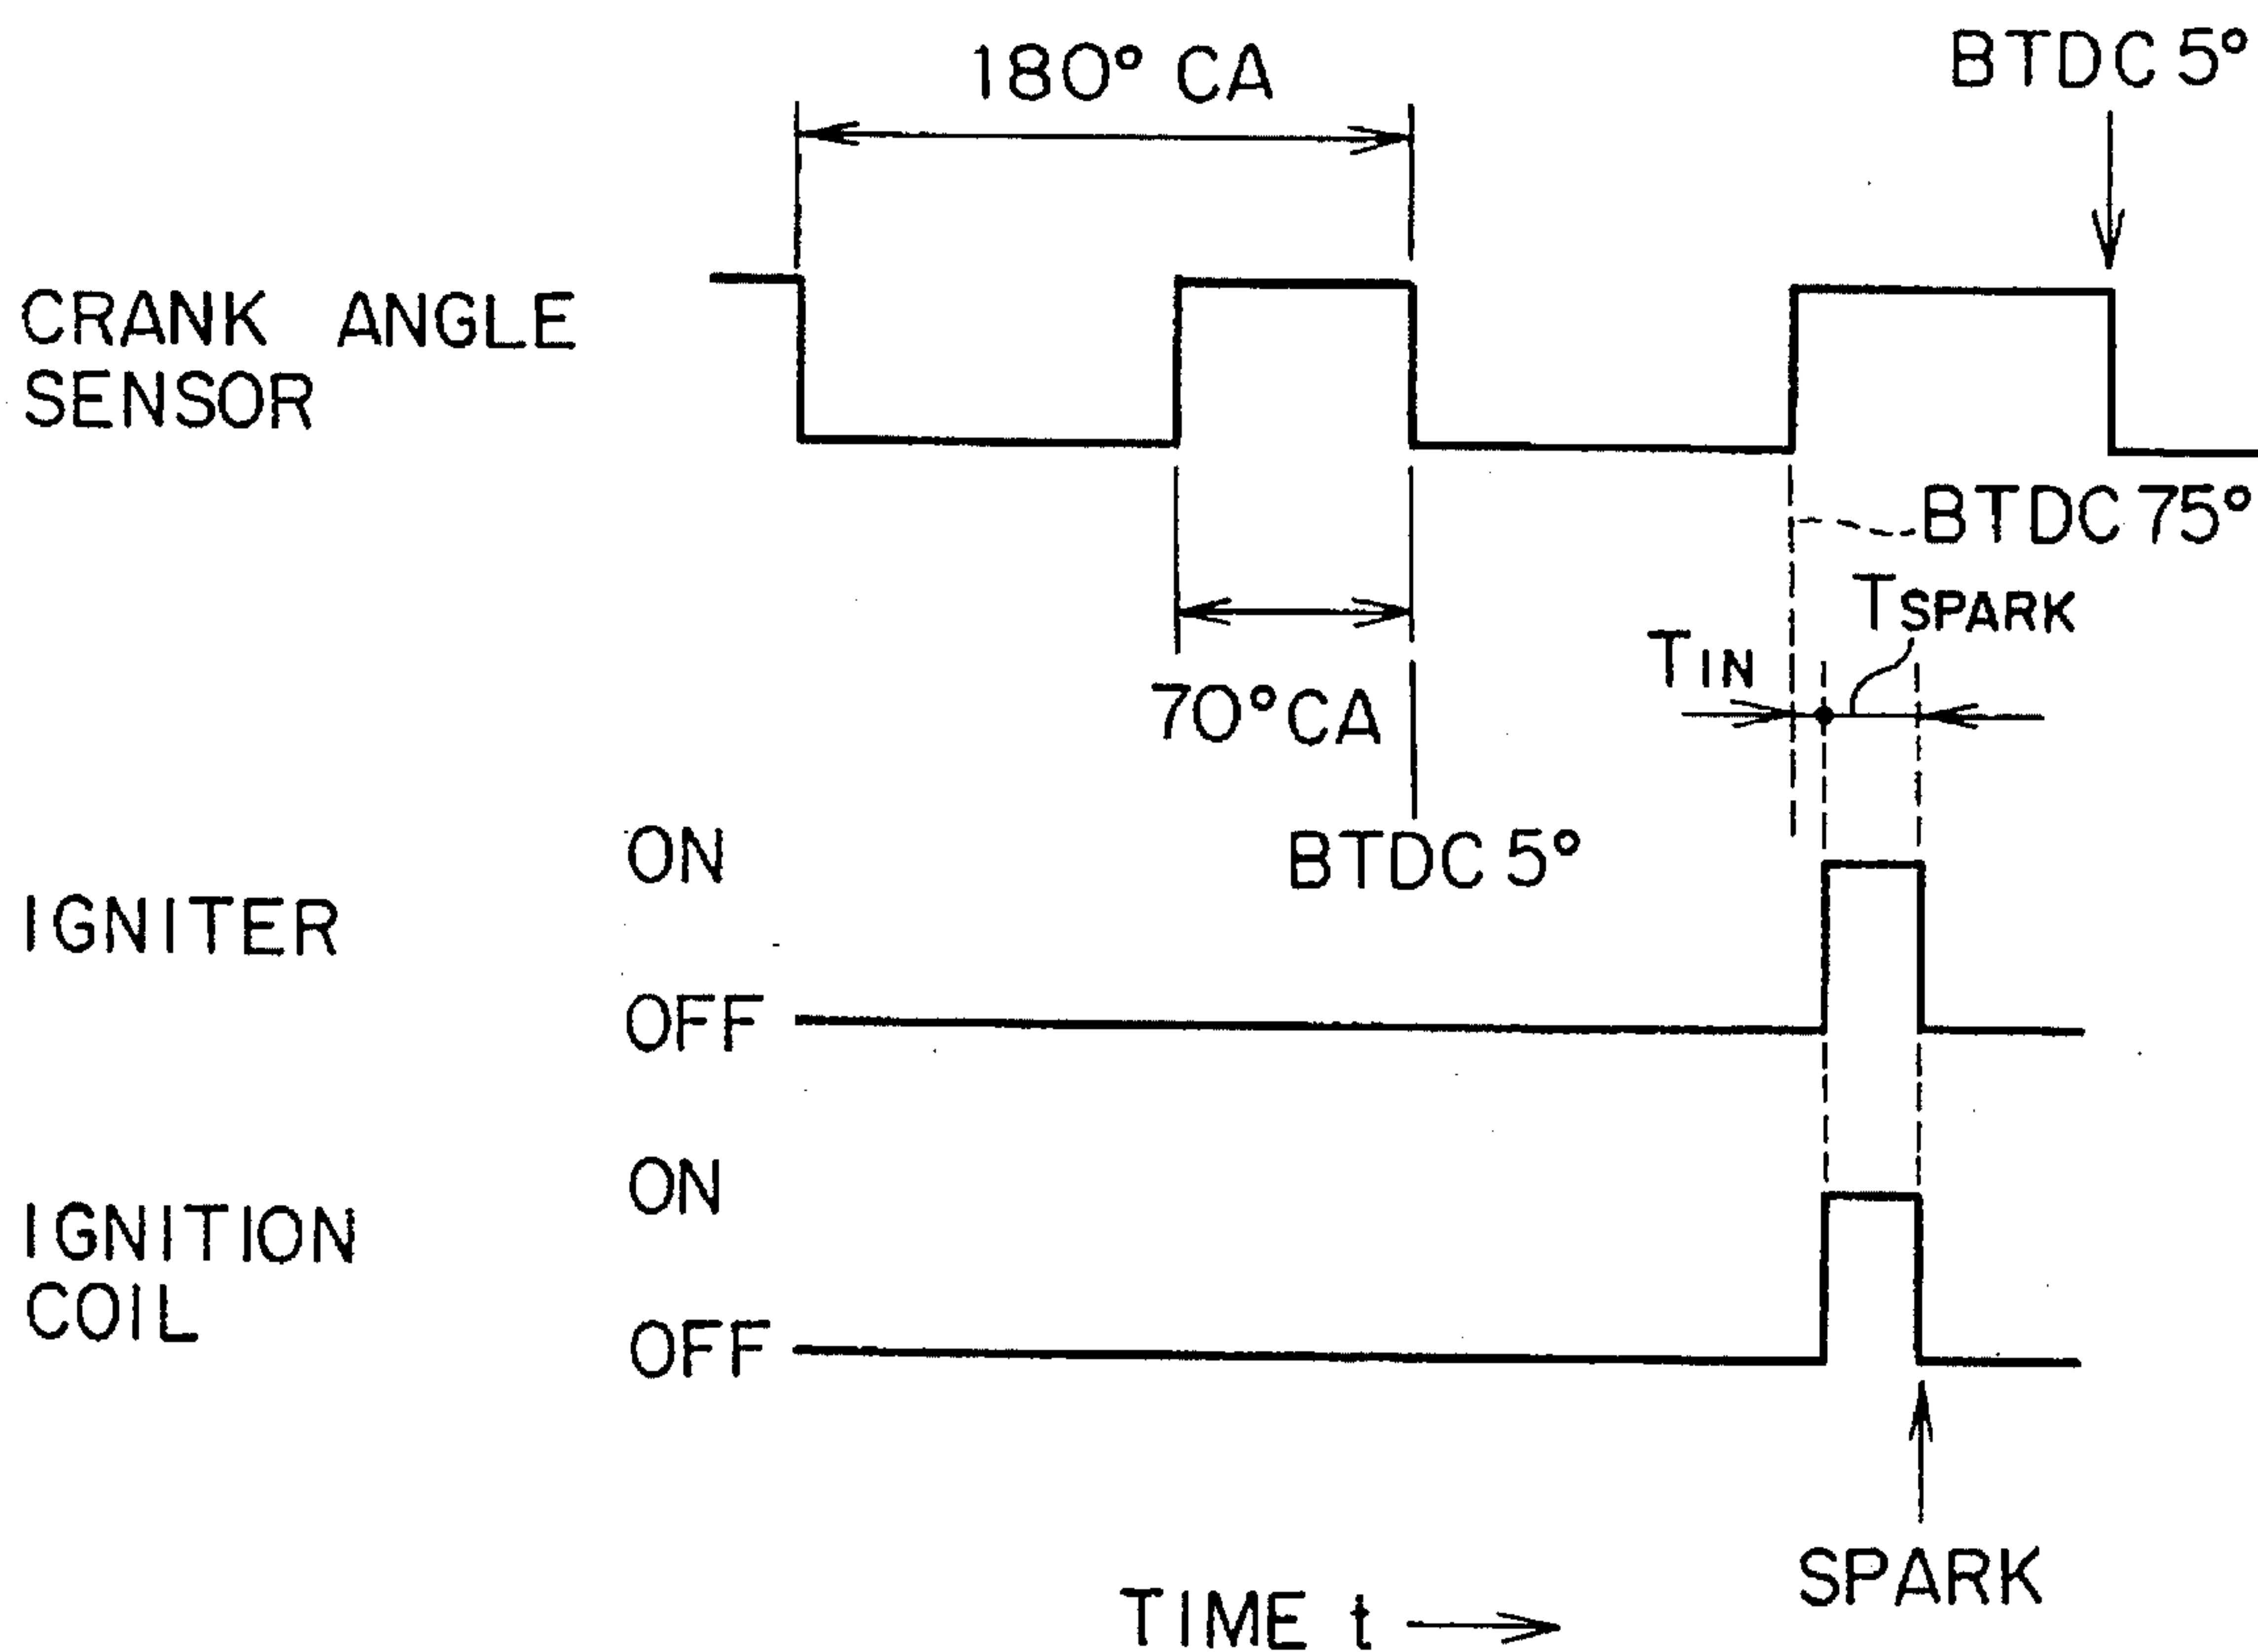 180° CA
BTDC 5°
CRANK ANGLE
SENSOR
BTDC 75°
TSPARK
TIN
70°CA
BTDC 5°
ON
IGNITER
OFF
ON
IGNITION
COIL
OFF
SPARK
TIME t